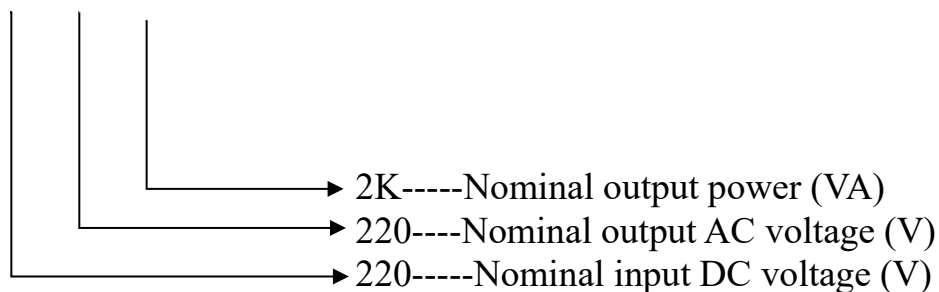 2K-----Nominal output power (VA)
220----Nominal output AC voltage (V)
220-----Nominal input DC voltage (V)